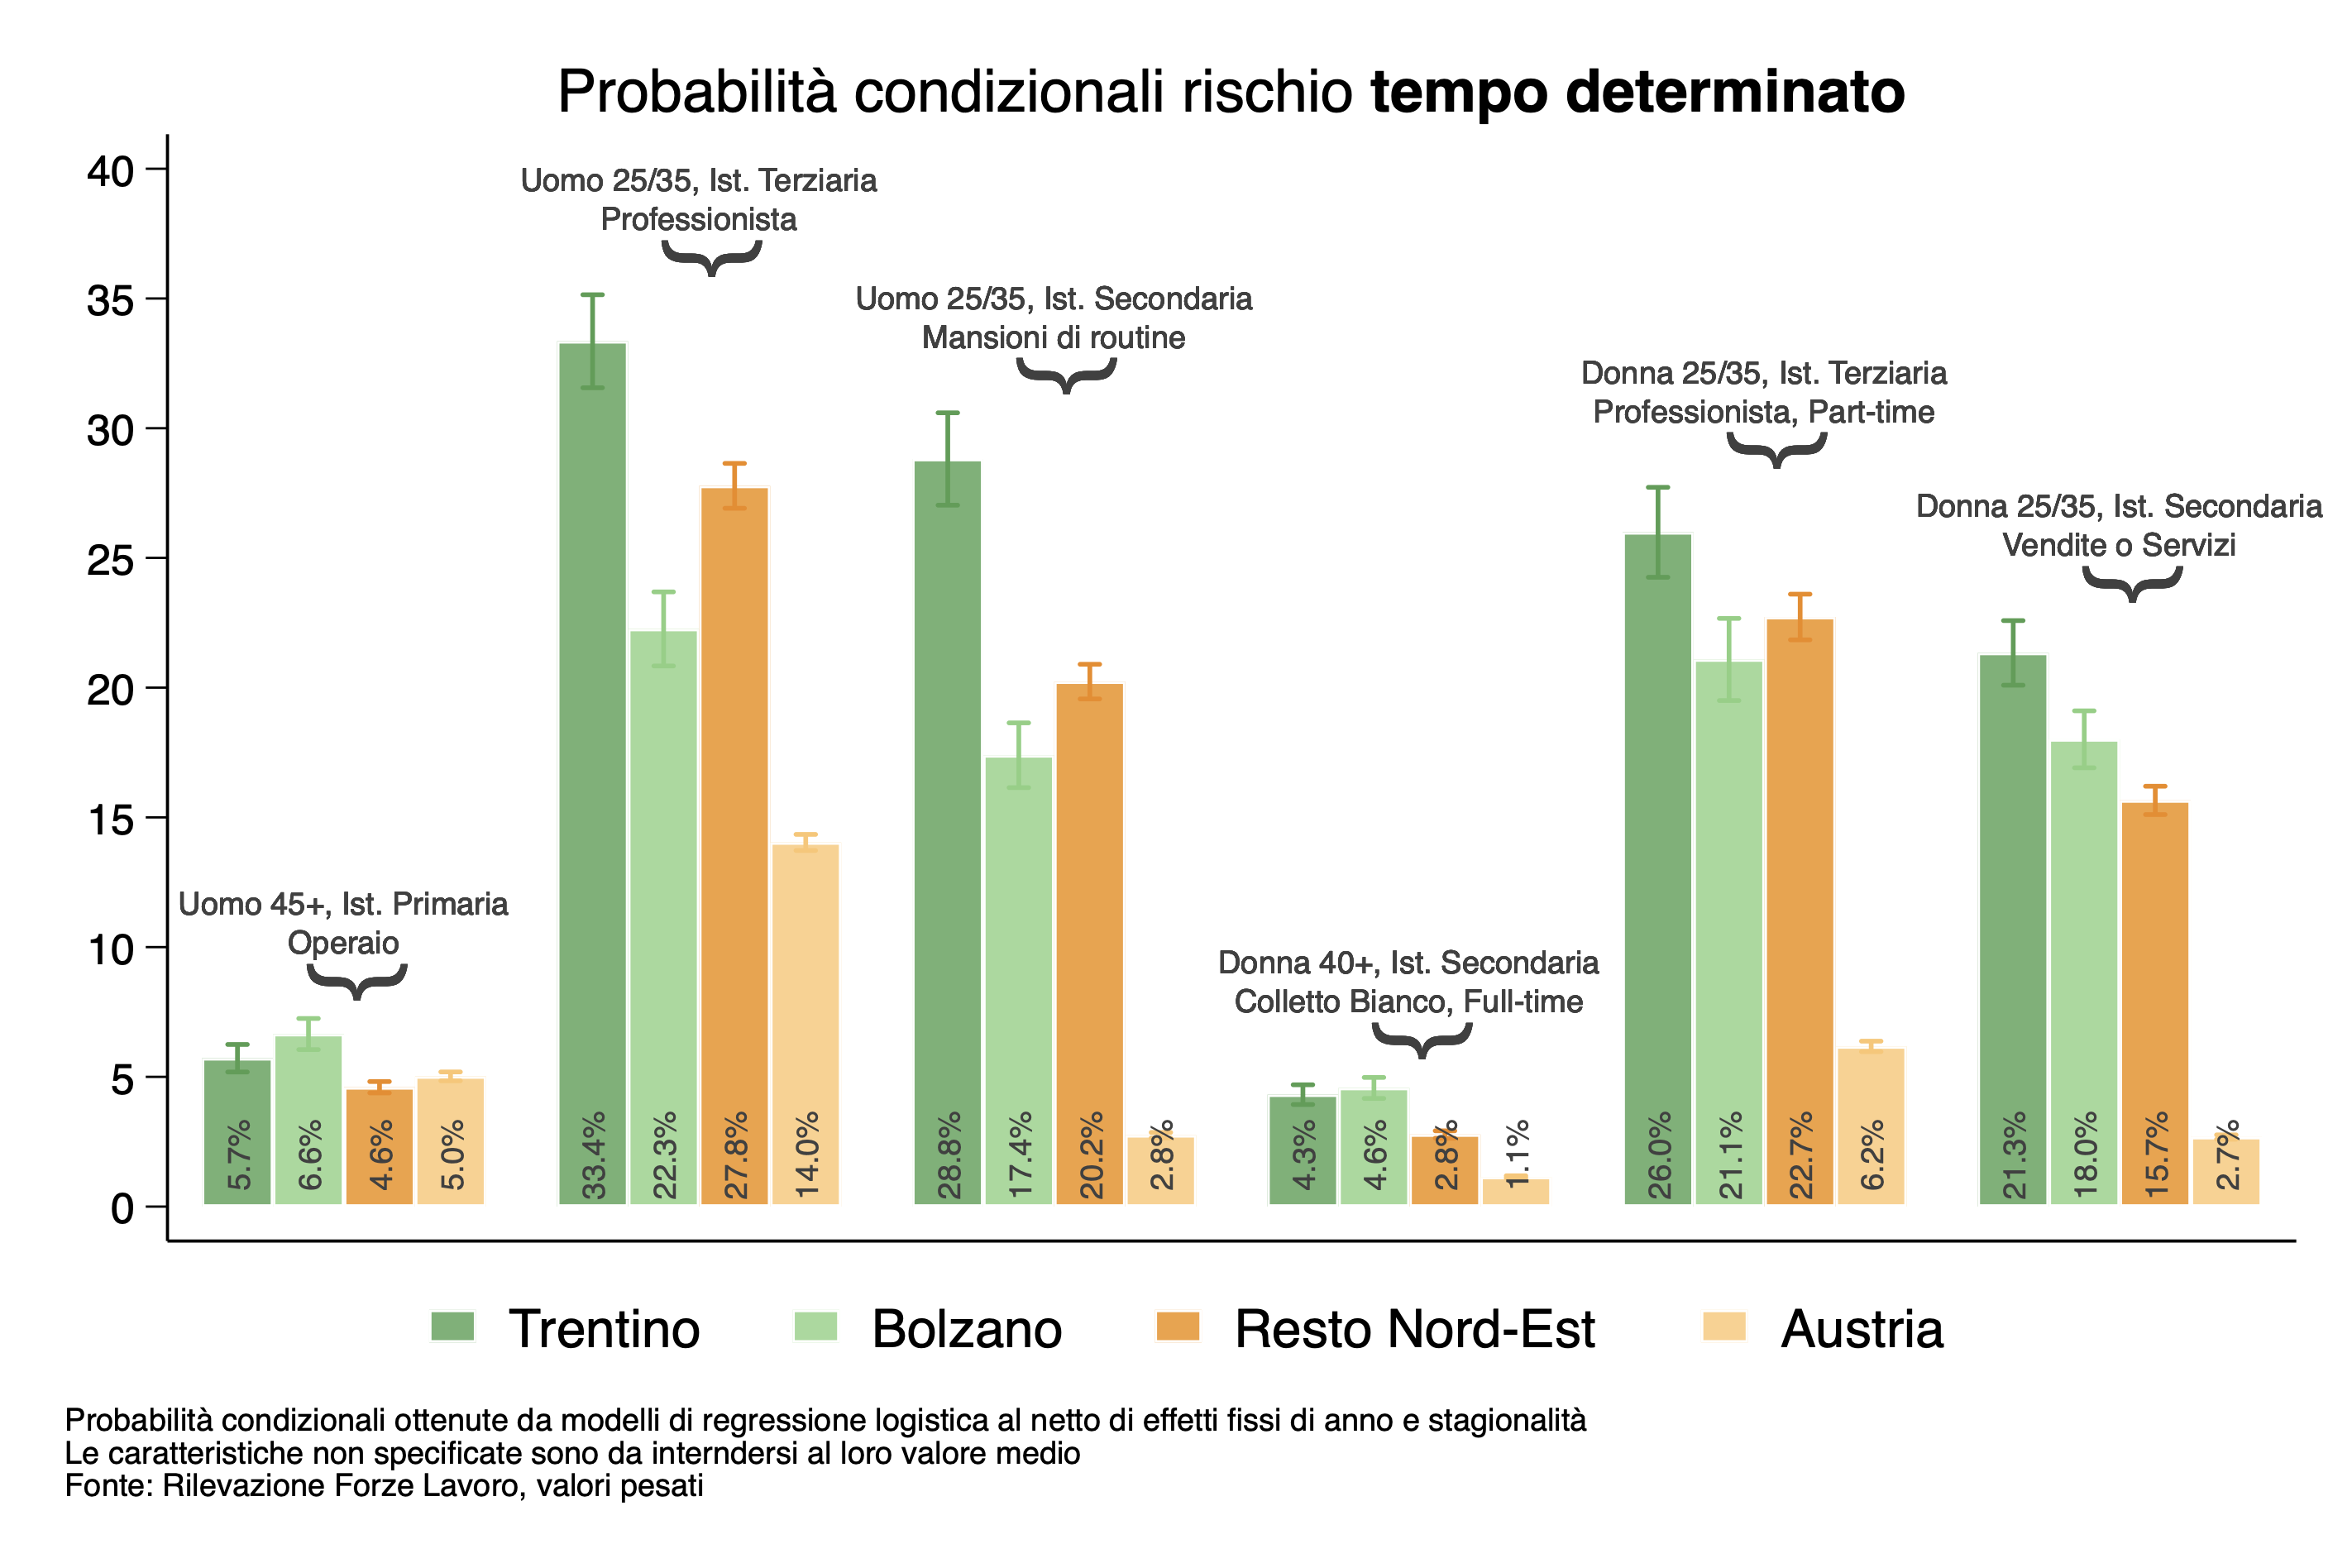 Probabilità condizionali rischio tempo determinato
40
35
30
25
20
15
10
5
0
Uomo 45+, Ist. Primaria
Operaio
5.7%
6.6%
4.6%
5.0%
Uomo 25/35, Ist. Terziaria
Professionista
33.4%
22.3%
27.8%
14.0%
Uomo 25/35, Ist. Secondaria
Mansioni di routine
28.8%
17.4%
20.2%
2.8%
Donna 40+, Ist. Secondaria
Colletto Bianco, Full-time
4.3%
4.6%
2.8%
1.1%
Donna 25/35, Ist. Terziaria
Professionista, Part-time
26.0%
21.1%
22.7%
6.2%
Donna 25/35, Ist. Secondaria
Vendite o Servizi
21.3%
18.0%
15.7%
2.7%
Trentino
Bolzano
Resto Nord-Est
Austria
Probabilità condizionali ottenute da modelli di regressione logistica al netto di effetti fissi di anno e stagionalità
Le caratteristiche non specificate sono da interndersi al loro valore medio
Fonte: Rilevazione Forze Lavoro, valori pesati